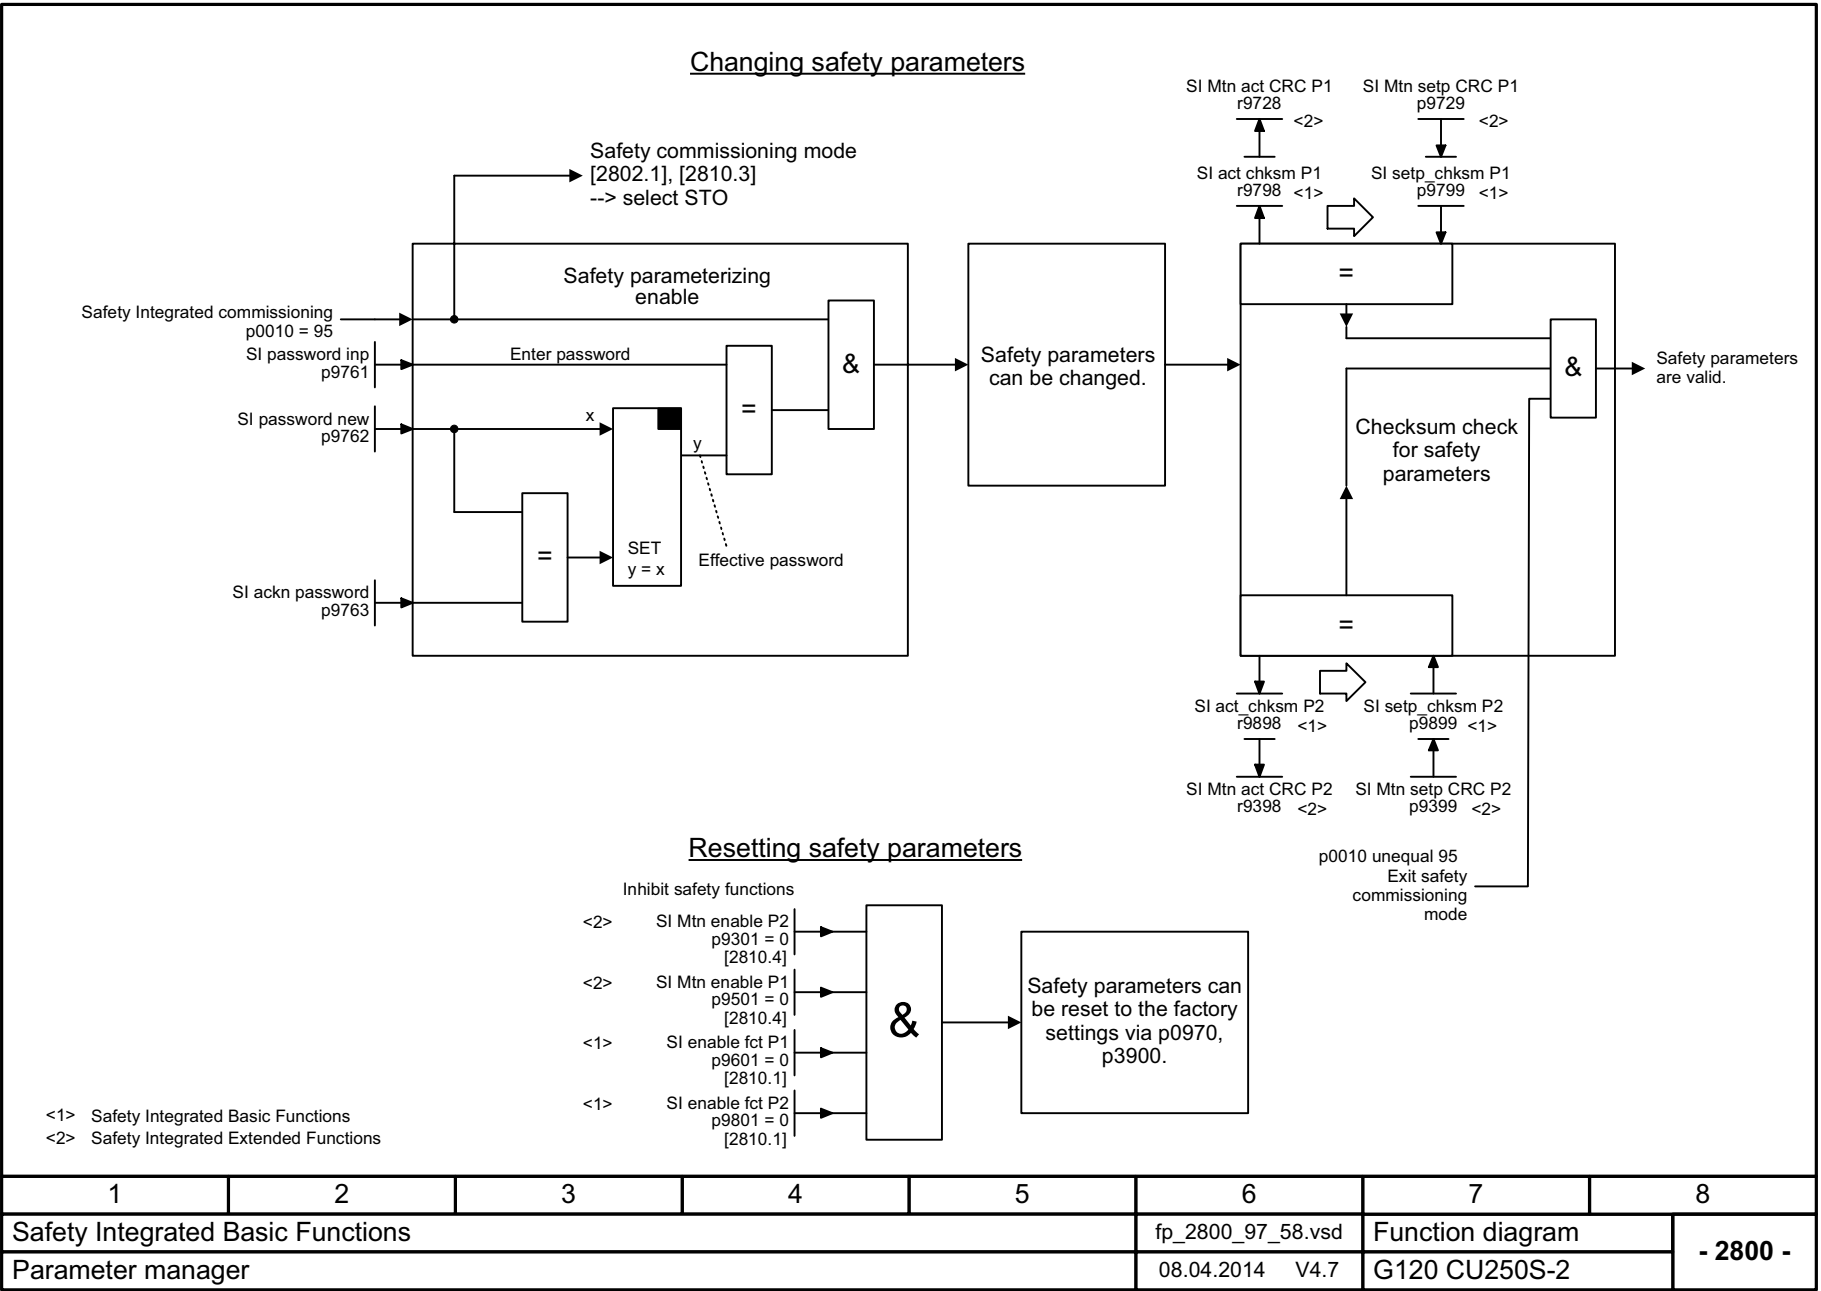 Changing safety parameters
SI Mtn act CRC P1
r9728
<2>
SI Mtn setp CRC P1
p9729
<2>
Safety commissioning mode
[2802.1], [2810.3]
--> select STO
SI act chksm P1
r9798 <1>
SI setp_chksm P1
p9799 <1>
Safety parameterizing
enable
=
Safety Integrated commissioning
p0010 = 95
SI password inp
p9761
Enter password
&
=
Safety parameters
can be changed.
&
Safety parameters
are valid.
SI password new
p9762
x
y
Checksum check
for safety
parameters
=
SET
y = x
Effective password
SI ackn password
p9763
=
SI act_chksm P2
r9898 <1>
SI setp_chksm P2
p9899 <1>
SI Mtn act CRC P2
r9398 <2>
SI Mtn setp CRC P2
p9399 <2>
p0010 unequal 95
Exit safety
commissioning
mode
Resetting safety parameters
Inhibit safety functions
<2> SI Mtn enable P2
p9301 = 0
[2810.4]
<2> SI Mtn enable P1
p9501 = 0
[2810.4]
<1> SI enable fct P1
p9601 = 0
[2810.1]
<1> SI enable fct P2
p9801 = 0
[2810.1]
&
Safety parameters can
be reset to the factory
settings via p0970,
p3900.
<1> Safety Integrated Basic Functions
<2> Safety Integrated Extended Functions
1 2 3 4 5 6 7 8
Safety Integrated Basic Functions
fp_2800_97_58.vsd
Function diagram
- 2800 -
Parameter manager
08.04.2014 V4.7
G120 CU250S-2